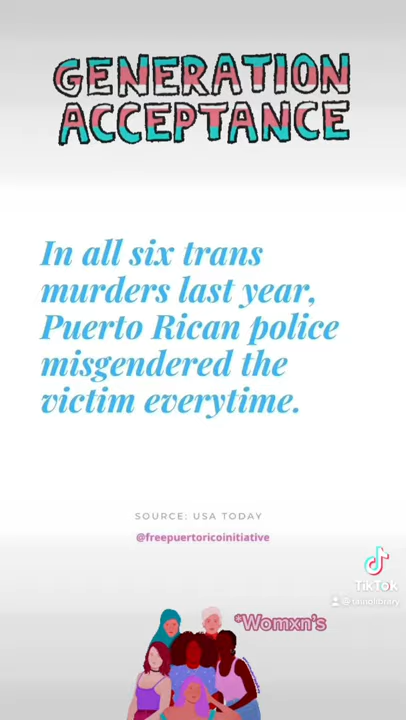 GENERATION
ACCEPTANCE
In all six trans
murders last year,
Puerto Rican police
misgendered the
victim everytime.
SOURCE: USA TODAY
@freepuertoricoinitiative
TikTok
@tainolibrary
*Womxn's